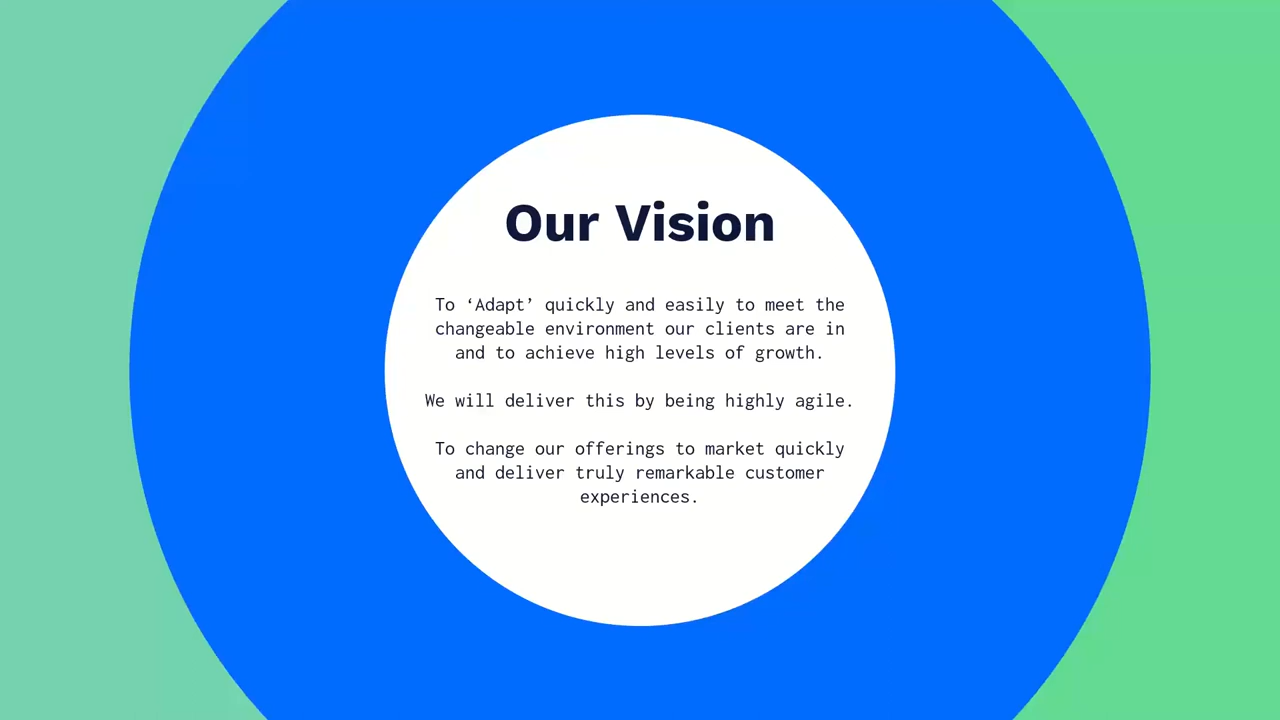 Our Vision
To ‘Adapt’ quickly and easily to meet the
changeable environment our clients are in
and to achieve high levels of growth.
We will deliver this by being highly agile.
To change our offerings to market quickly
and deliver truly remarkable customer
experiences.